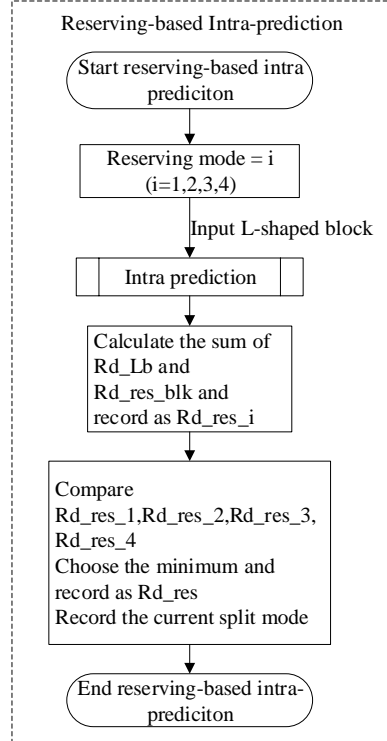 Reserving-based Intra-prediction
Start reserving-based intra
prediciton
Reserving mode = i
(i=1,2,3,4)
Input L-shaped block
Intra prediction
Calculate the sum of
Rd_Lb and
Rd_res_blk and
record as Rd_res_i
Compare
Rd_res_1,Rd_res_2,Rd_res_3,
Rd_res_4
Choose the minimum and
record as Rd_res
Record the current split mode
End reserving-based intra-
prediciton